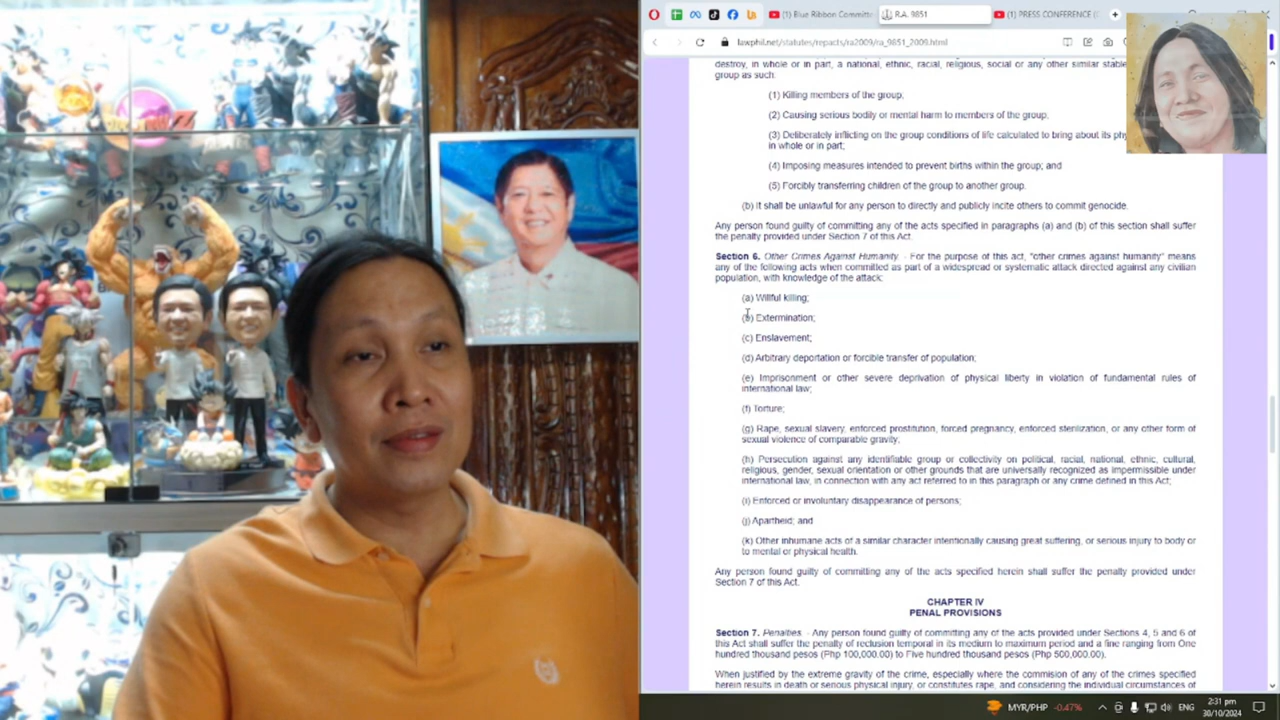 (1) Blue Ribbon Committ
R.A. 9851
(1) PRESS CONFERENCE (
lawphil.net/statutes/repacts/ra2009/ra_9851_2009.html
destroy, in whole or in part, a national, ethnic, racial, religious, social or any other similar stable
group as such:
(1) Killing members of the group;
(2) Causing serious bodily or mental harm to members of the group.
(3) Deliberately inflicting on the group conditions of life calculated to bring about its
in whole or in part;
(4) Imposing measures intended to prevent births within the group; and
(5) Forcibly transferring children of the group to another group.
(b) It shall be unlawful for any person to directly and publicly incite others to commit genocide.
Any person found guilty of committing any of the acts specified in paragraphs (a) and (b) of this section shall suffer
the penalty provided under Section 7 of this Act.
Section 6. Other Crimes Against Humanity. - For the purpose of this act, "other crimes against humanity" means
any of the following acts when committed as part of a widespread or systematic attack directed against any civilian
population, with knowledge of the attack:
(a) Willful killing;
(b) Extermination;
(c) Enslavement;
(d) Arbitrary deportation or forcible transfer of population;
(e) Imprisonment or other severe deprivation of physical liberty in violation of fundamental rules of
international law;
(f) Torture;
(g) Rape, sexual slavery, enforced prostitution, forced pregnancy, enforced sterilization, or any other form of
sexual violence of comparable gravity;
(h) Persecution against any identifiable group or collectivity on political, racial, national, ethnic, cultural,
religious, gender, sexual orientation or other grounds that are universally recognized as impermissible under
international law, in connection with any act referred to in this paragraph or any crime defined in this Act;
(i) Enforced or involuntary disappearance of persons;
(j) Apartheid; and
(k) Other inhumane acts of a similar character intentionally causing great suffering, or serious injury to body or
to mental or physical health.
Any person found guilty of committing any of the acts specified herein shall suffer the penalty provided under
Section 7 of this Act.
CHAPTER IV
PENAL PROVISIONS
Section 7. Penalties. - Any person found guilty of committing any of the acts provided under Sections 4, 5 and 6 of
this Act shall suffer the penalty of reclusion temporal in its medium to maximum period and a fine ranging from One
hundred thousand pesos (Php 100,000.00) to Five hundred thousand pesos (Php 500,000.00).
When justified by the extreme gravity of the crime, especially where the commision of any of the crimes specified
herein results in death or serious physical injury, or constitutes rape, and considering the individual circumstances of
MYR/PHP -0.47%
ENG
2:31 pm
30/10/2024